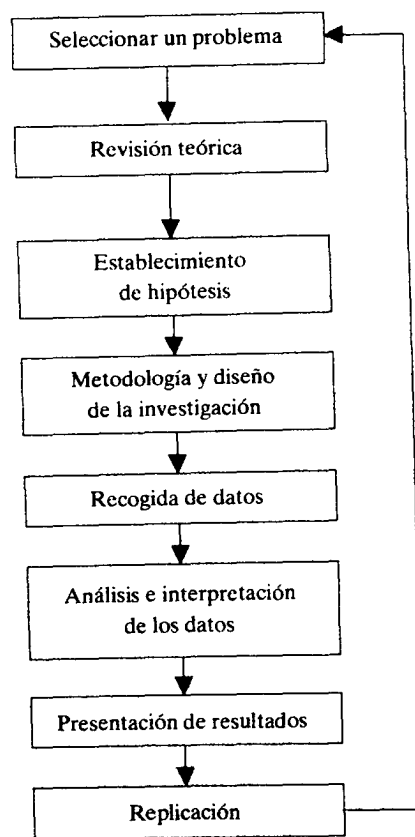 Seleccionar un problema
Revisión teórica
Establecimiento
de hipótesis
Metodología y diseño
de la investigación
Recogida de datos
Análisis e interpretación
de los datos
Presentación de resultados
Replicación